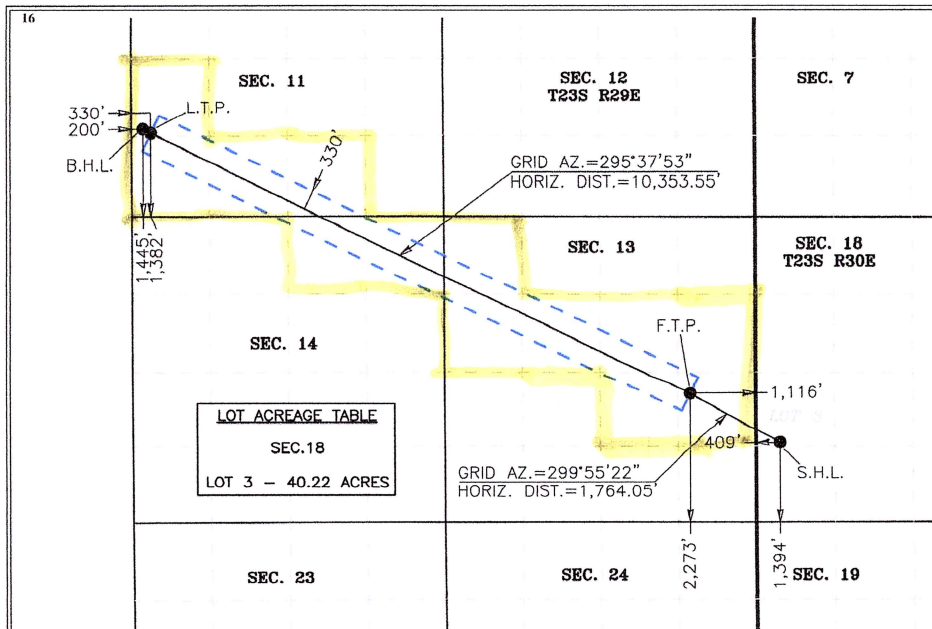 16
SEC. 11
SEC. 12
T23S R29E
SEC. 7
L.T.P.
330'
200'
B.H.L.
330'
GRID AZ.=295°37'53"
HORIZ. DIST.=10,353.55'
1,445'
1,382'
SEC. 13
SEC. 18
T23S R30E
F.T.P.
SEC. 14
1,116'
LOT 3
LOT ACREAGE TABLE
SEC.18
LOT 3 – 40.22 ACRES
409'
GRID AZ.=299°55'22"
HORIZ. DIST.=1,764.05'
S.H.L.
2,273'
1,394'
SEC. 23
SEC. 24
SEC. 19